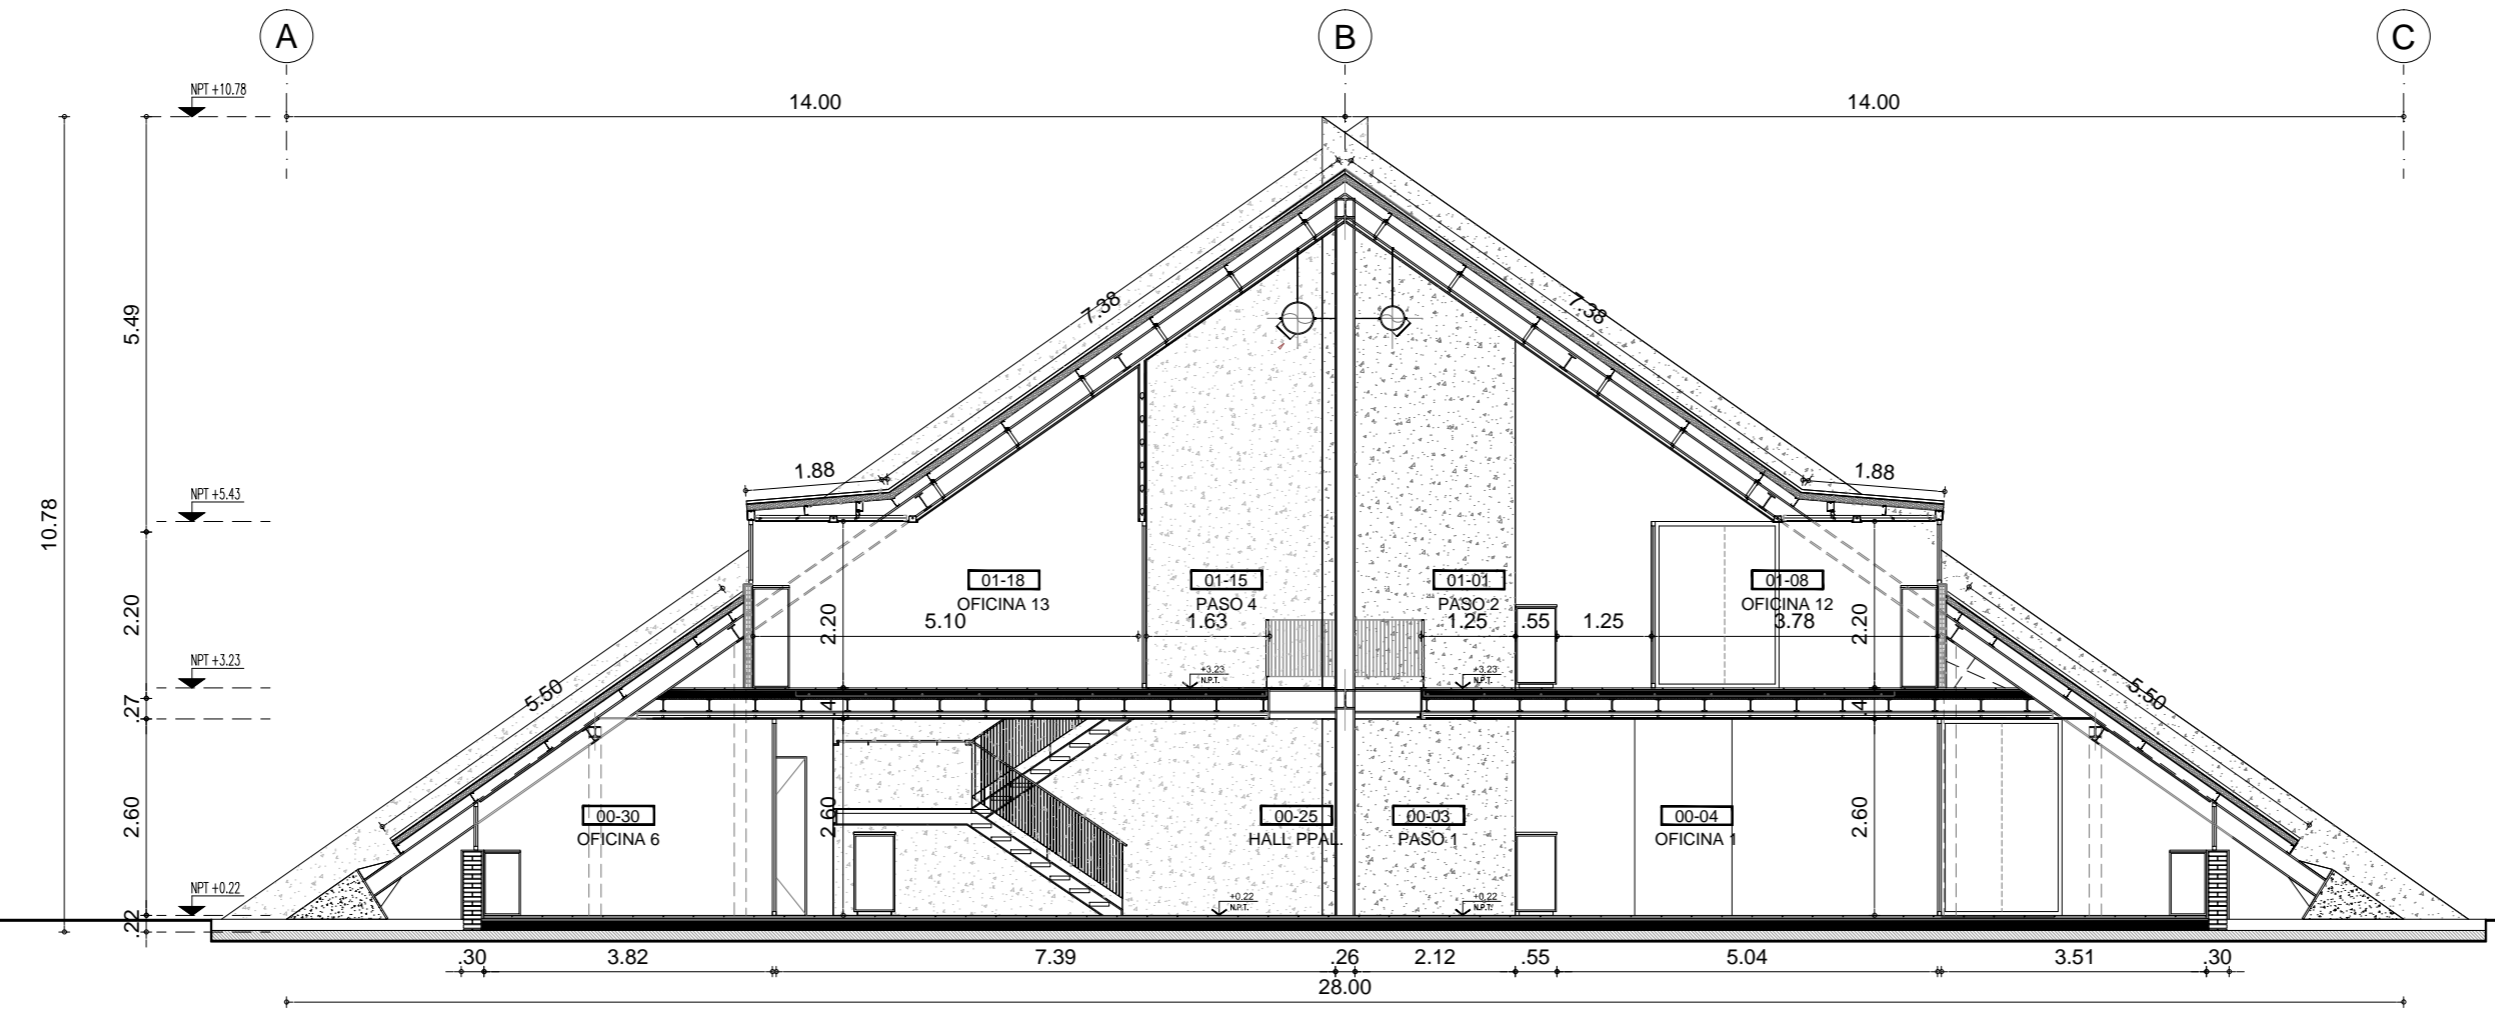 A
B
C
NPT +10.78
14.00
14.00
5.49
7.38
7.38
1.88
1.88
NPT +5.43
10.78
01-18
OFICINA 13
01-15
PASO 4
01-01
PASO 2
01-08
OFICINA 12
2.20
2.20
5.10
1.63
1.25
.55
1.25
3.78
2.20
NPT +3.23
+3.23
N.P.T.
+3.23
N.P.T.
5.50
5.50
.27
.4
.4
2.60
2.60
2.60
00-30
OFICINA 6
00-25
HALL PPAL.
00-03
PASO 1
00-04
OFICINA 1
NPT +0.22
+0.22
N.P.T.
+0.22
N.P.T.
.22
.30
3.82
7.39
.26
2.12
.55
5.04
3.51
.30
28.00